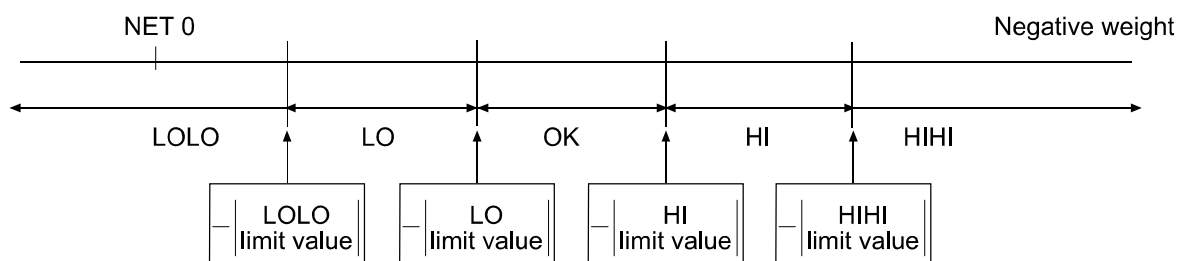 NET 0
Negative weight
LOLO
LO
OK
HI
HIHI
− | LOLO limit value |
− | LO limit value |
− | HI limit value |
− | HIHI limit value |